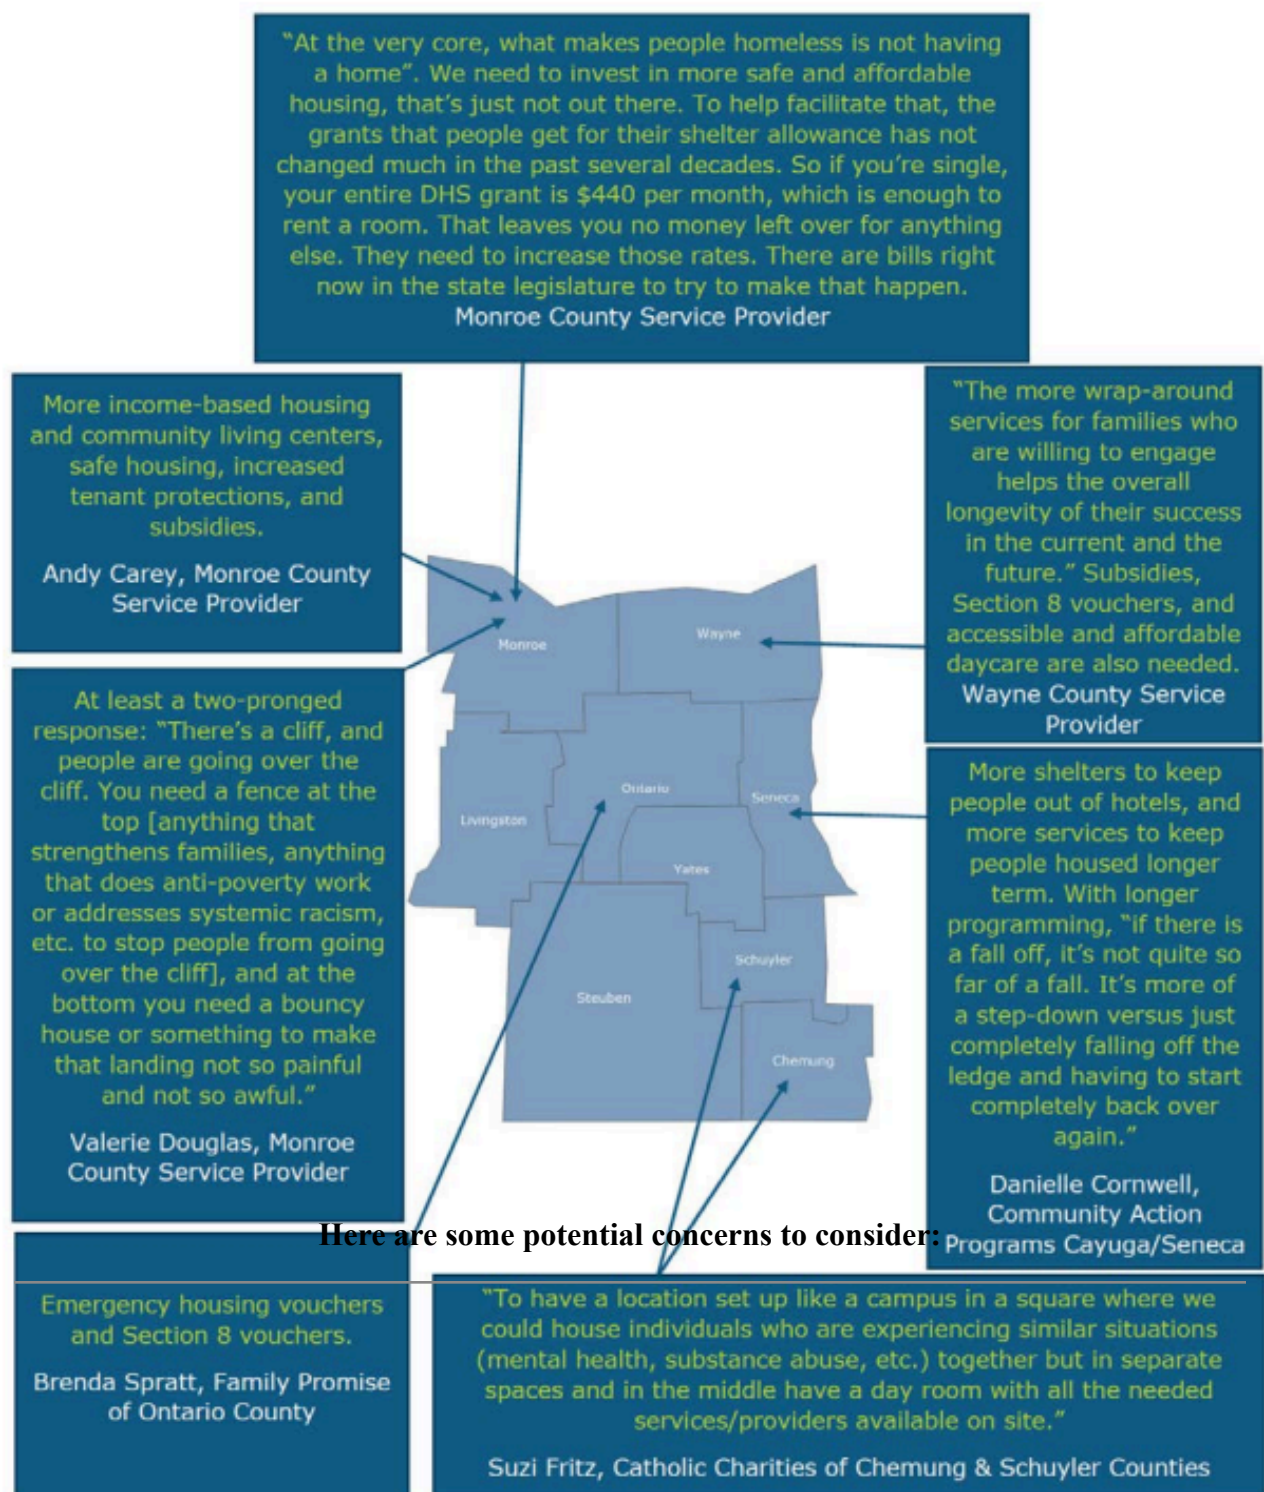 “At the very core, what makes people homeless is not having
a home”. We need to invest in more safe and affordable
housing, that’s just not out there. To help facilitate that, the
grants that people get for their shelter allowance has not
changed much in the past several decades. So if you’re single,
your entire DHS grant is $440 per month, which is enough to
rent a room. That leaves you no money left over for anything
else. They need to increase those rates. There are bills right
now in the state legislature to try to make that happen.
Monroe County Service Provider
More income-based housing
and community living centers,
safe housing, increased
tenant protections, and
subsidies.
Andy Carey, Monroe County
Service Provider
“The more wrap-around
services for families who
are willing to engage
helps the overall
longevity of their success
in the current and the
future.” Subsidies,
Section 8 vouchers, and
accessible and affordable
daycare are also needed.
Wayne County Service
Provider
At least a two-pronged
response: “There’s a cliff, and
people are going over the
cliff. You need a fence at the
top [anything that
strengthens families, anything
that does anti-poverty work
or addresses systemic racism,
etc. to stop people from going
over the cliff], and at the
bottom you need a bouncy
house or something to make
that landing not so painful
and not so awful.”
Valerie Douglas, Monroe
County Service Provider
Monroe
Wayne
Ontario
Seneca
Livingston
Yates
Schuyler
Steuben
Chemung
More shelters to keep
people out of hotels, and
more services to keep
people housed longer
term. With longer
programming, “if there is
a fall off, it’s not quite so
far of a fall. It’s more of
a step-down versus just
completely falling off the
ledge and having to start
completely back over
again.”
Danielle Cornwell,
Community Action
Programs Cayuga/Seneca
Here are some potential concerns to consider:
Emergency housing vouchers
and Section 8 vouchers.
Brenda Spratt, Family Promise
of Ontario County
“To have a location set up like a campus in a square where we
could house individuals who are experiencing similar situations
(mental health, substance abuse, etc.) together but in separate
spaces and in the middle have a day room with all the needed
services/providers available on site.”
Suzi Fritz, Catholic Charities of Chemung & Schuyler Counties